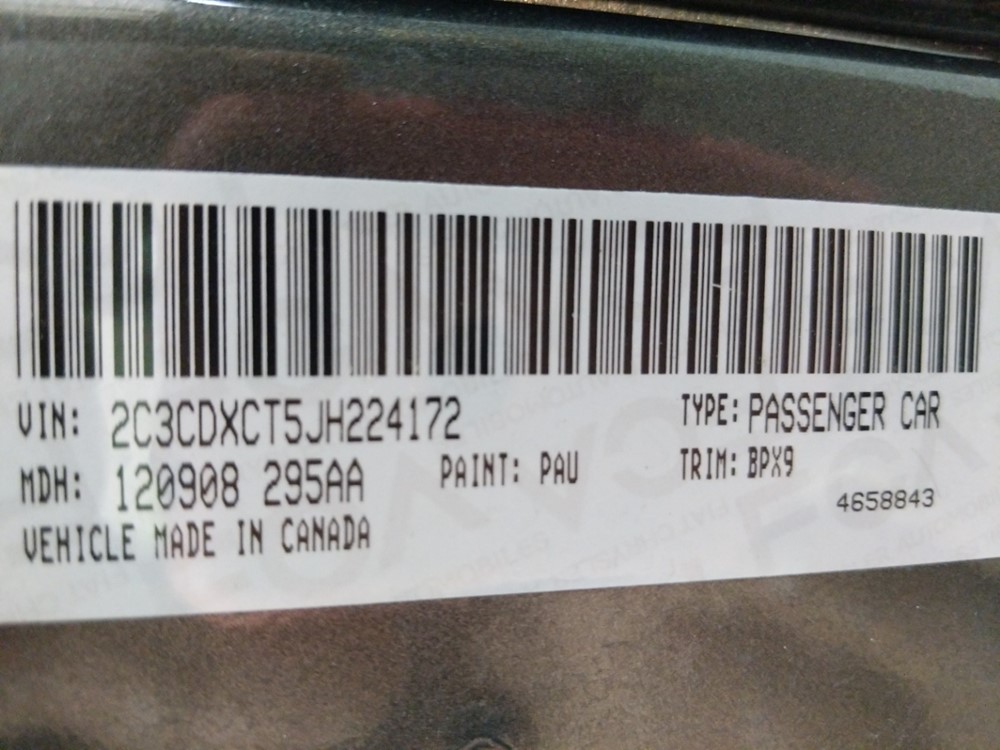 VIN: 2C3CDXCT5JH224172 TYPE: PASSENGER CAR
MDH: 120908 295AA PAINT: PAU TRIM: BPX9
4658843
VEHICLE MADE IN CANADA